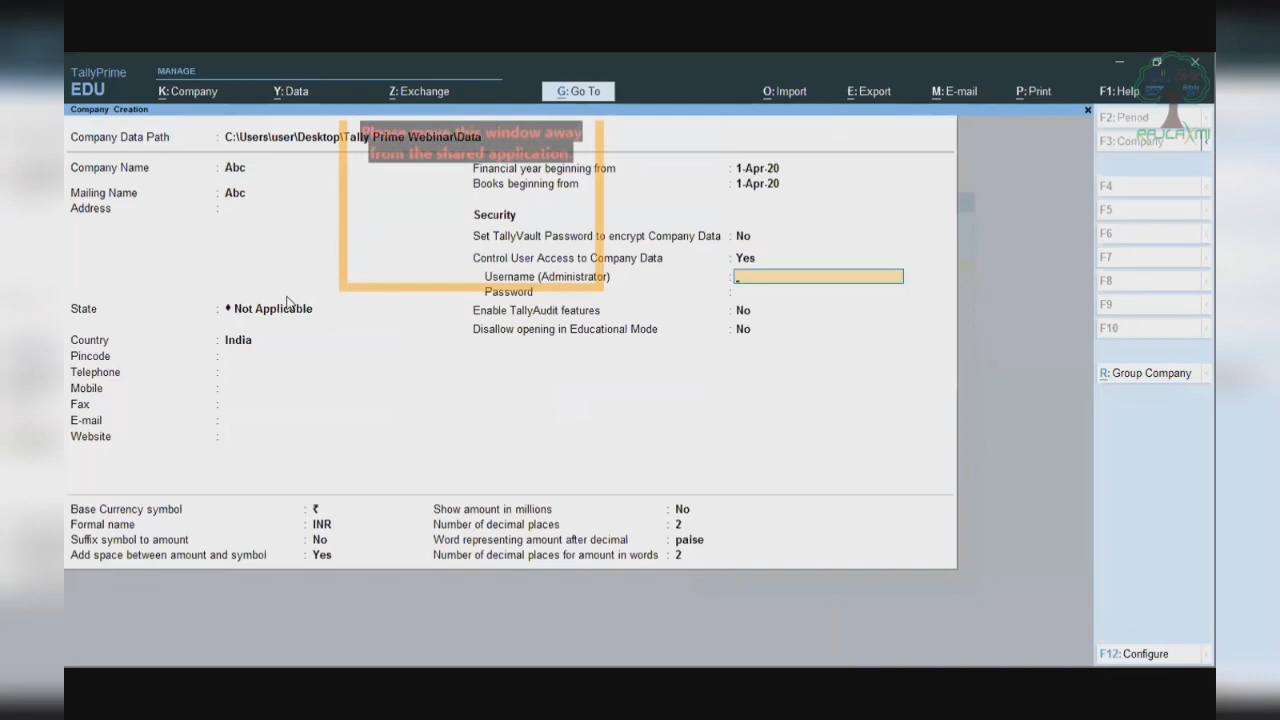 TallyPrime
EDU
MANAGE
K: Company
Y: Data
Z: Exchange
G: Go To
O: Import
E: Export
M: E-mail
P: Print
F1: Help
Company Creation
Company Data Path : C:\Users\user\Desktop\Tally Prime Webinar\Data
this window away
from the shared application.
Company Name : Abc
Mailing Name : Abc
Address :
State : ♦ Not Applicable
Country : India
Pincode :
Telephone :
Mobile :
Fax :
E-mail :
Website :
Financial year beginning from : 1-Apr-20
Books beginning from : 1-Apr-20
Security
Set TallyVault Password to encrypt Company Data : No
Control User Access to Company Data : Yes
Username (Administrator) :
Password :
Enable TallyAudit features : No
Disallow opening in Educational Mode : No
Base Currency symbol : ₹
Formal name : INR
Suffix symbol to amount : No
Add space between amount and symbol : Yes
Show amount in millions : No
Number of decimal places : 2
Word representing amount after decimal : paise
Number of decimal places for amount in words : 2
F2: Period
F3: Company
F4
F5
F6
F7
F8
F9
F10
R: Group Company
F12: Configure